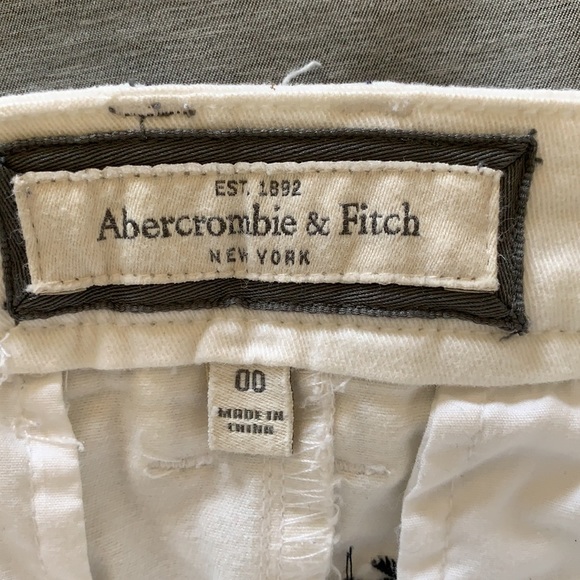 EST. 1892
Abercrombie & Fitch
NEW YORK
00
MADE IN
CHINA